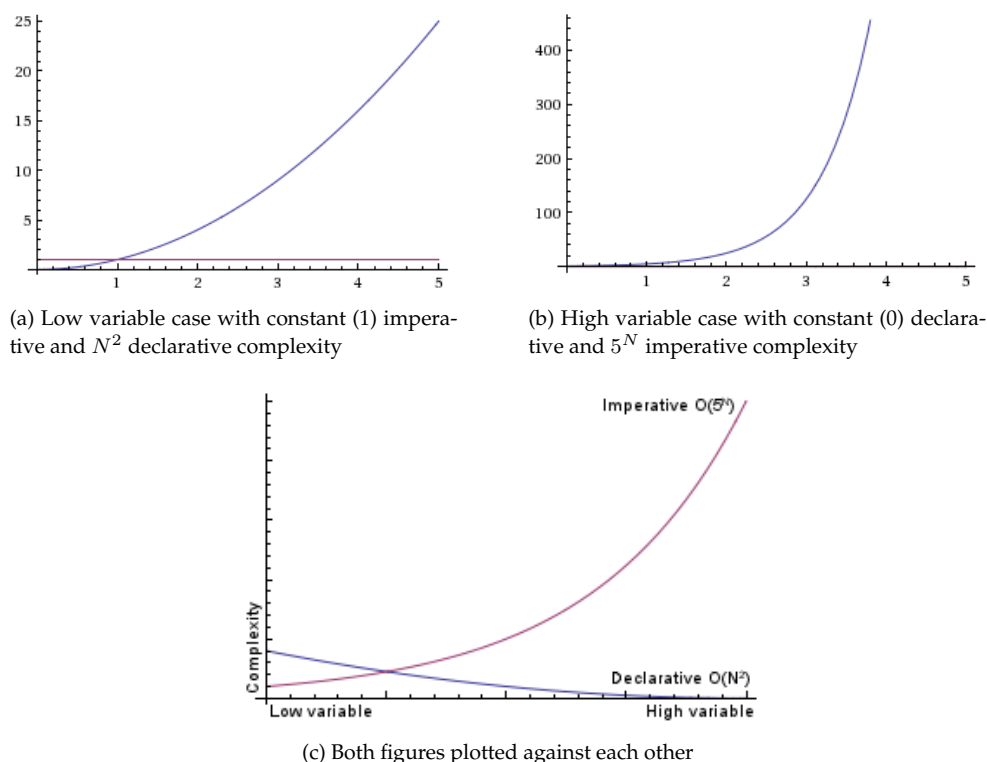 25
20
15
10
5
1 2 3 4 5
(a) Low variable case with constant (1) impera-
tive and N² declarative complexity
400
300
200
100
1 2 3 4 5
(b) High variable case with constant (0) declara-
tive and 5ᴺ imperative complexity
Imperative O(5ᴺ)
Complexity
Declarative O(N²)
Low variable High variable
(c) Both figures plotted against each other